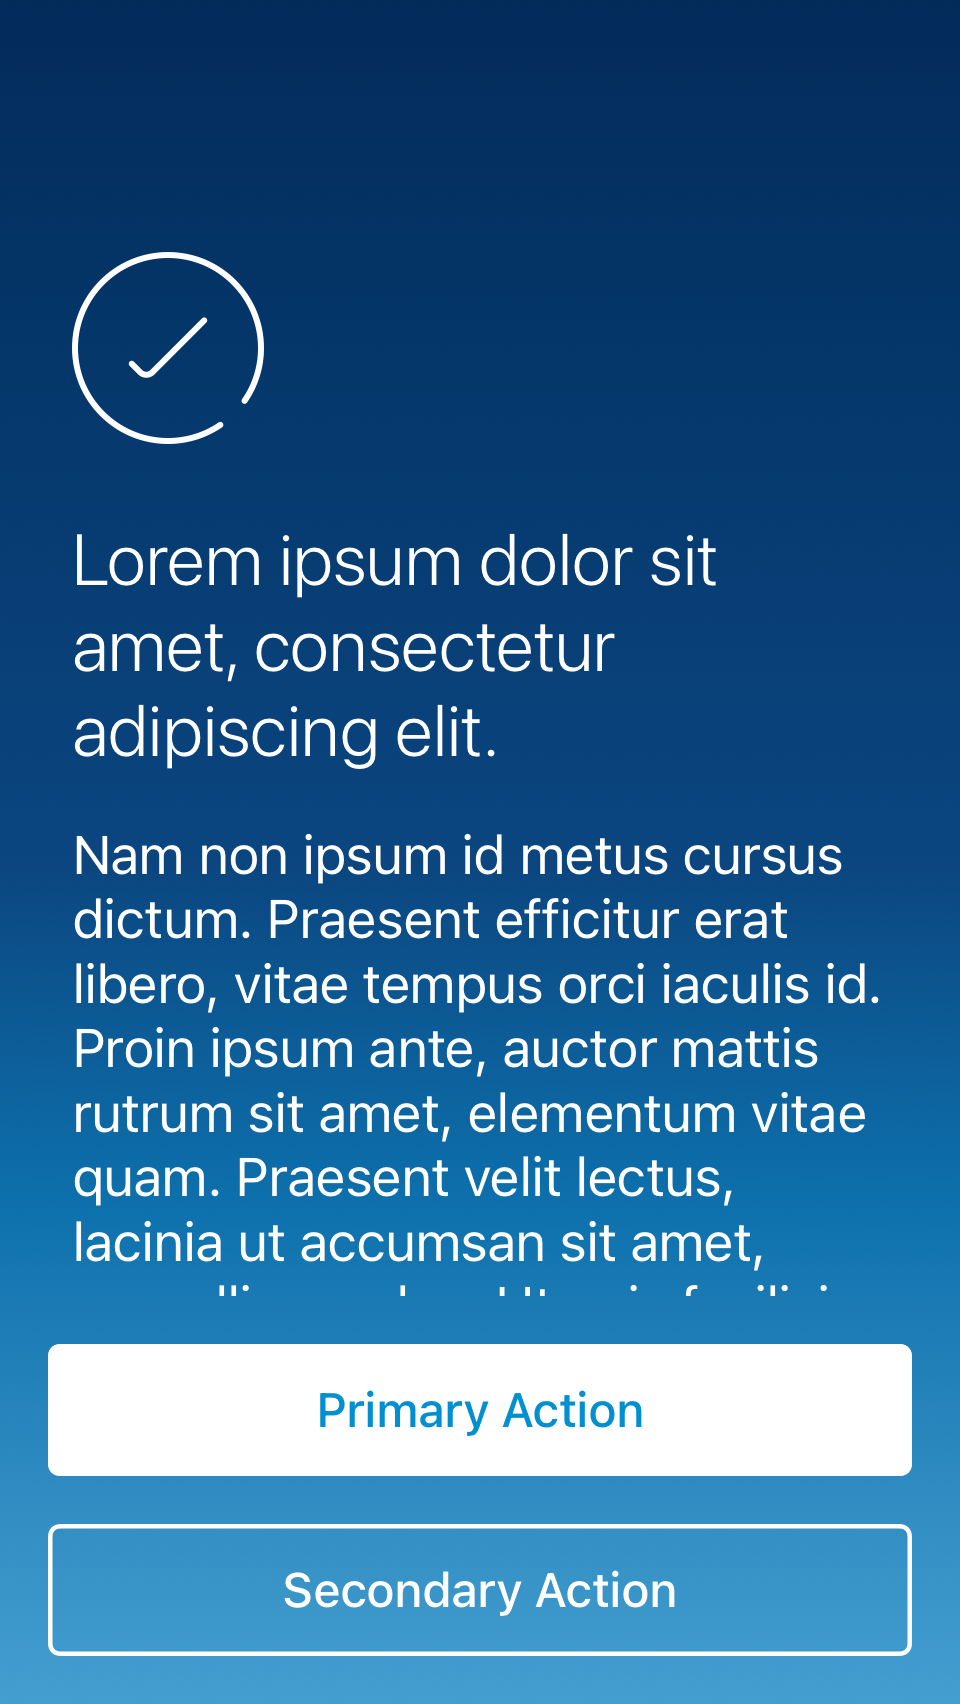 Lorem ipsum dolor sit
amet, consectetur
adipiscing elit.
Nam non ipsum id metus cursus
dictum. Praesent efficitur erat
libero, vitae tempus orci iaculis id.
Proin ipsum ante, auctor mattis
rutrum sit amet, elementum vitae
quam. Praesent velit lectus,
lacinia ut accumsan sit amet,
Primary Action
Secondary Action